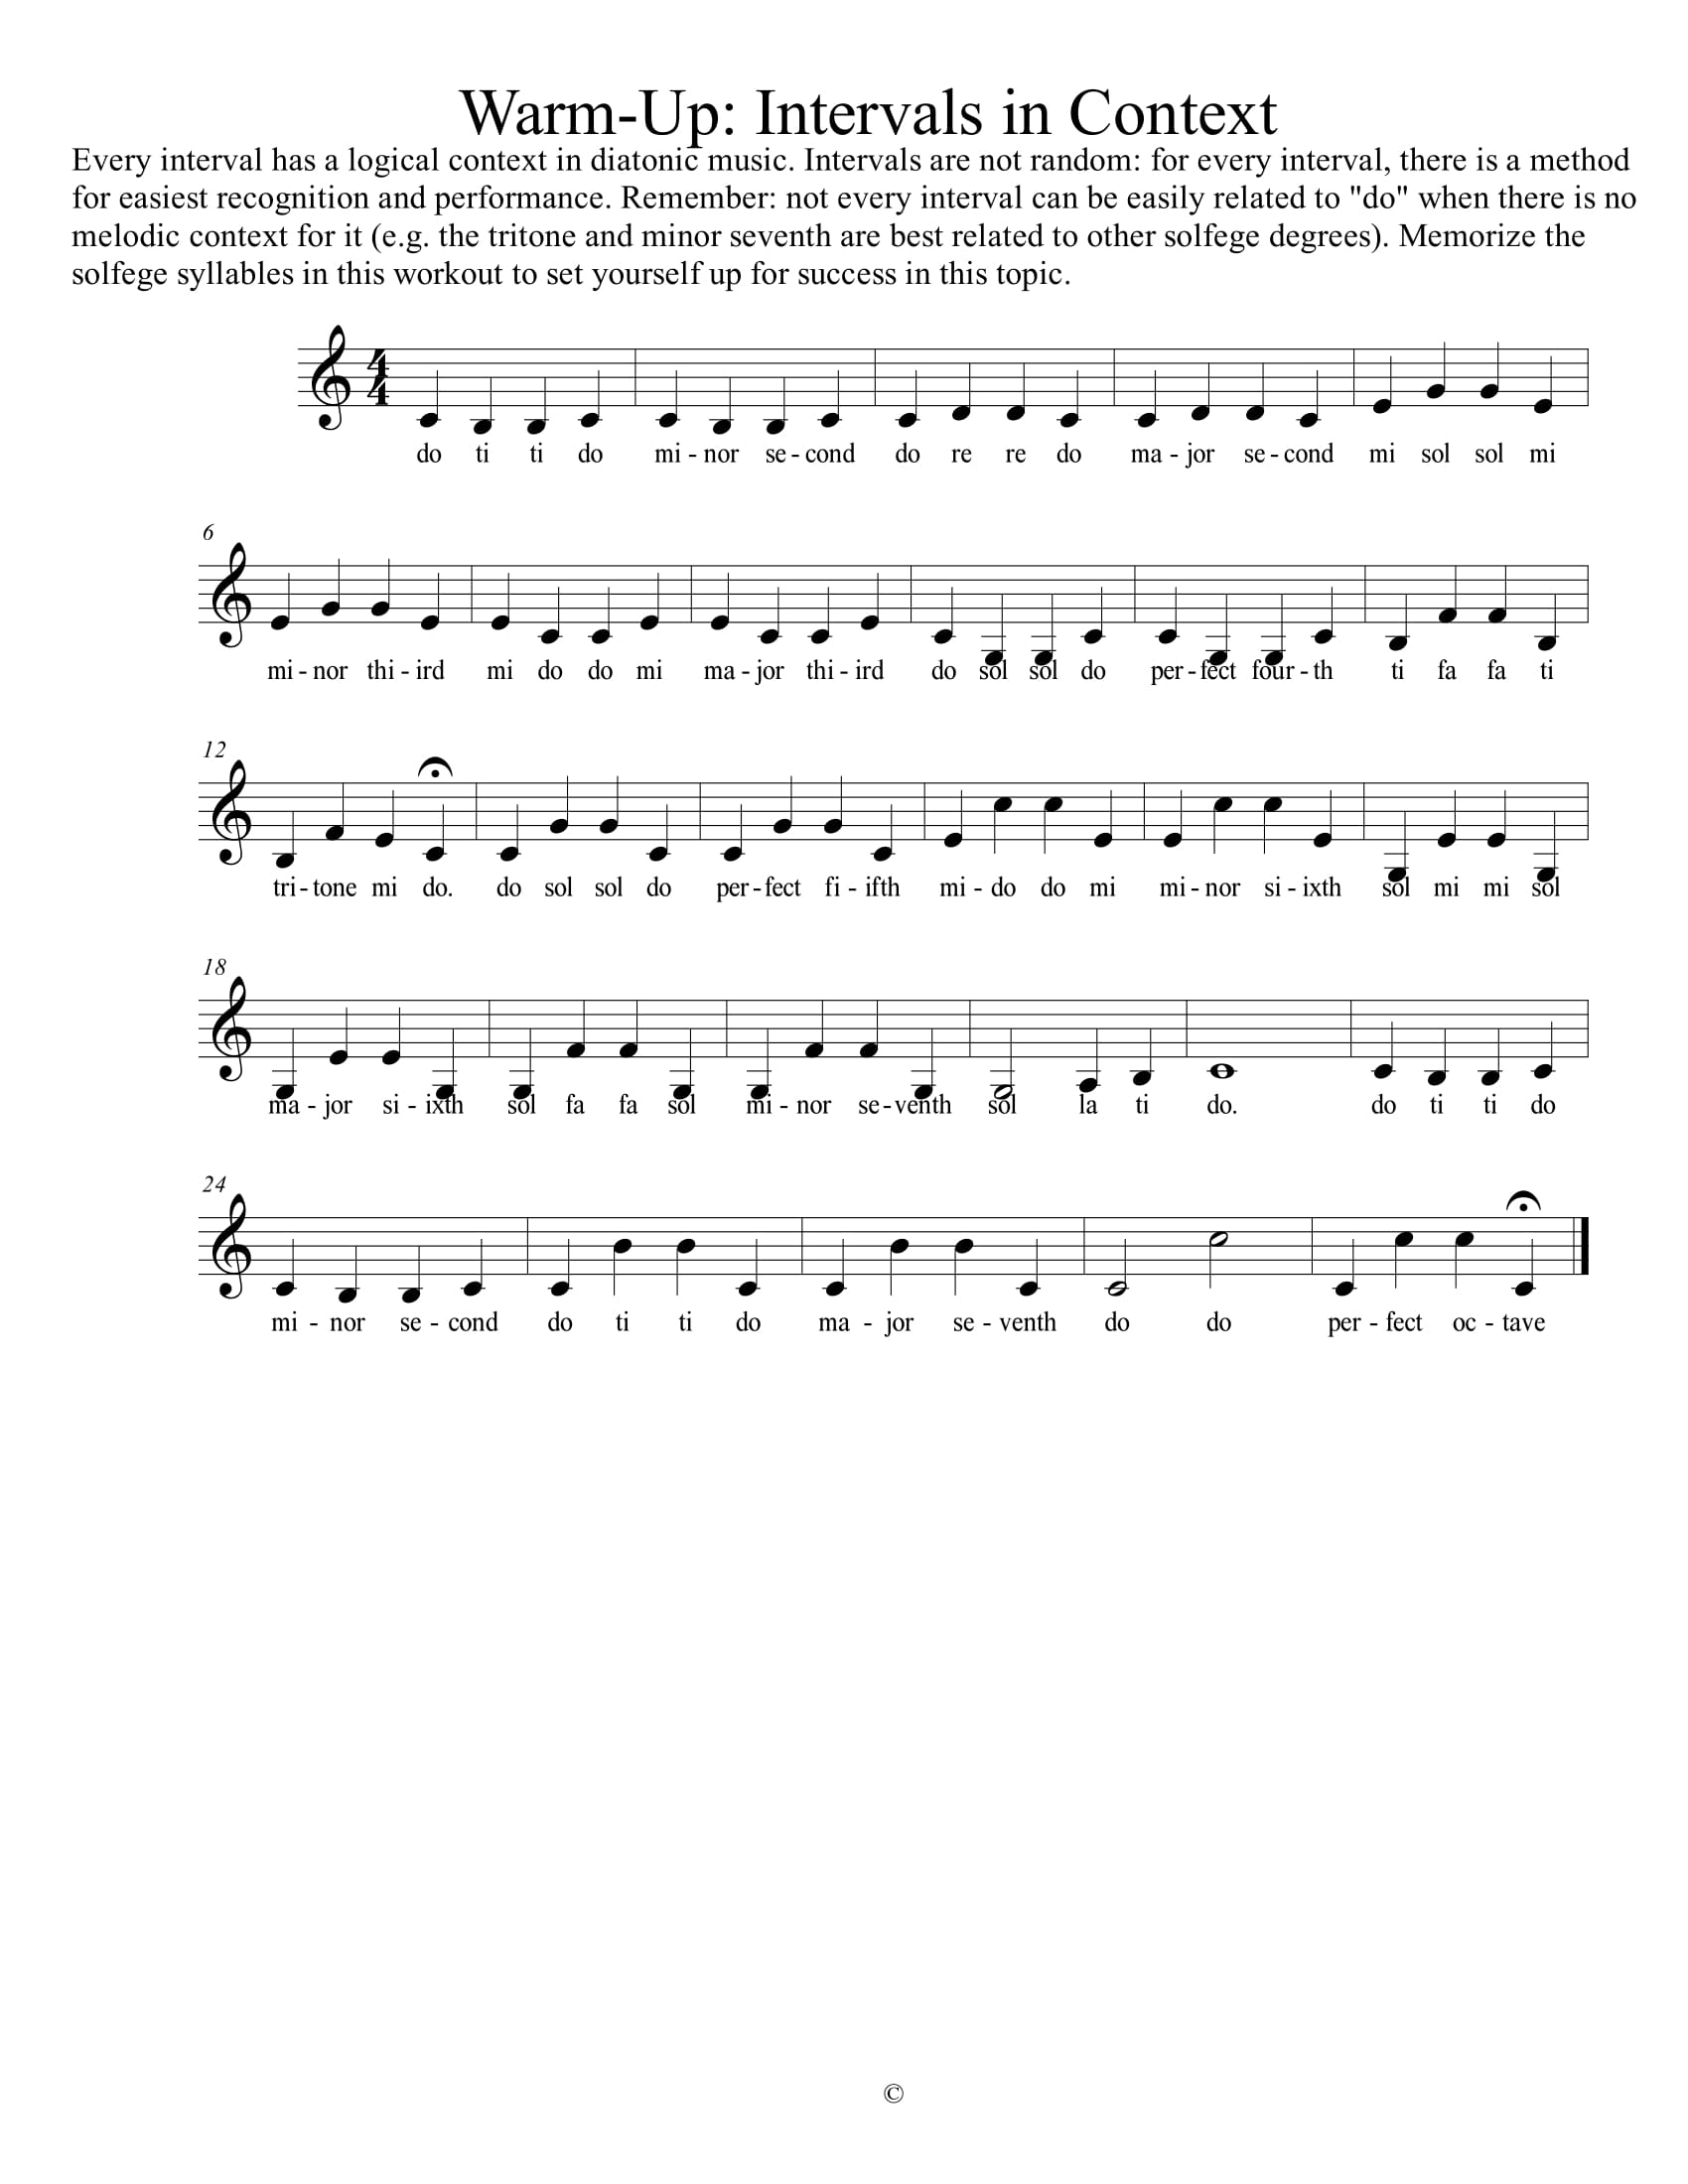 Warm-Up: Intervals in Context
Every interval has a logical context in diatonic music. Intervals are not random: for every interval, there is a method
for easiest recognition and performance. Remember: not every interval can be easily related to "do" when there is no
melodic context for it (e.g. the tritone and minor seventh are best related to other solfege degrees). Memorize the
solfege syllables in this workout to set yourself up for success in this topic.
4
4
do ti ti do mi - nor se - cond do re re do ma - jor se - cond mi sol sol mi
6
mi - nor thi - ird mi do do mi ma - jor thi - ird do sol sol do per - fect four - th ti fa fa ti
12
tri - tone mi do. do sol sol do per - fect fi - ifth mi - do do mi mi - nor si - ixth sol mi mi sol
18
ma - jor si - ixth sol fa fa sol mi - nor se - venth sol la ti do. do ti ti do
24
mi - nor se - cond do ti ti do ma - jor se - venth do do per - fect oc - tave
©